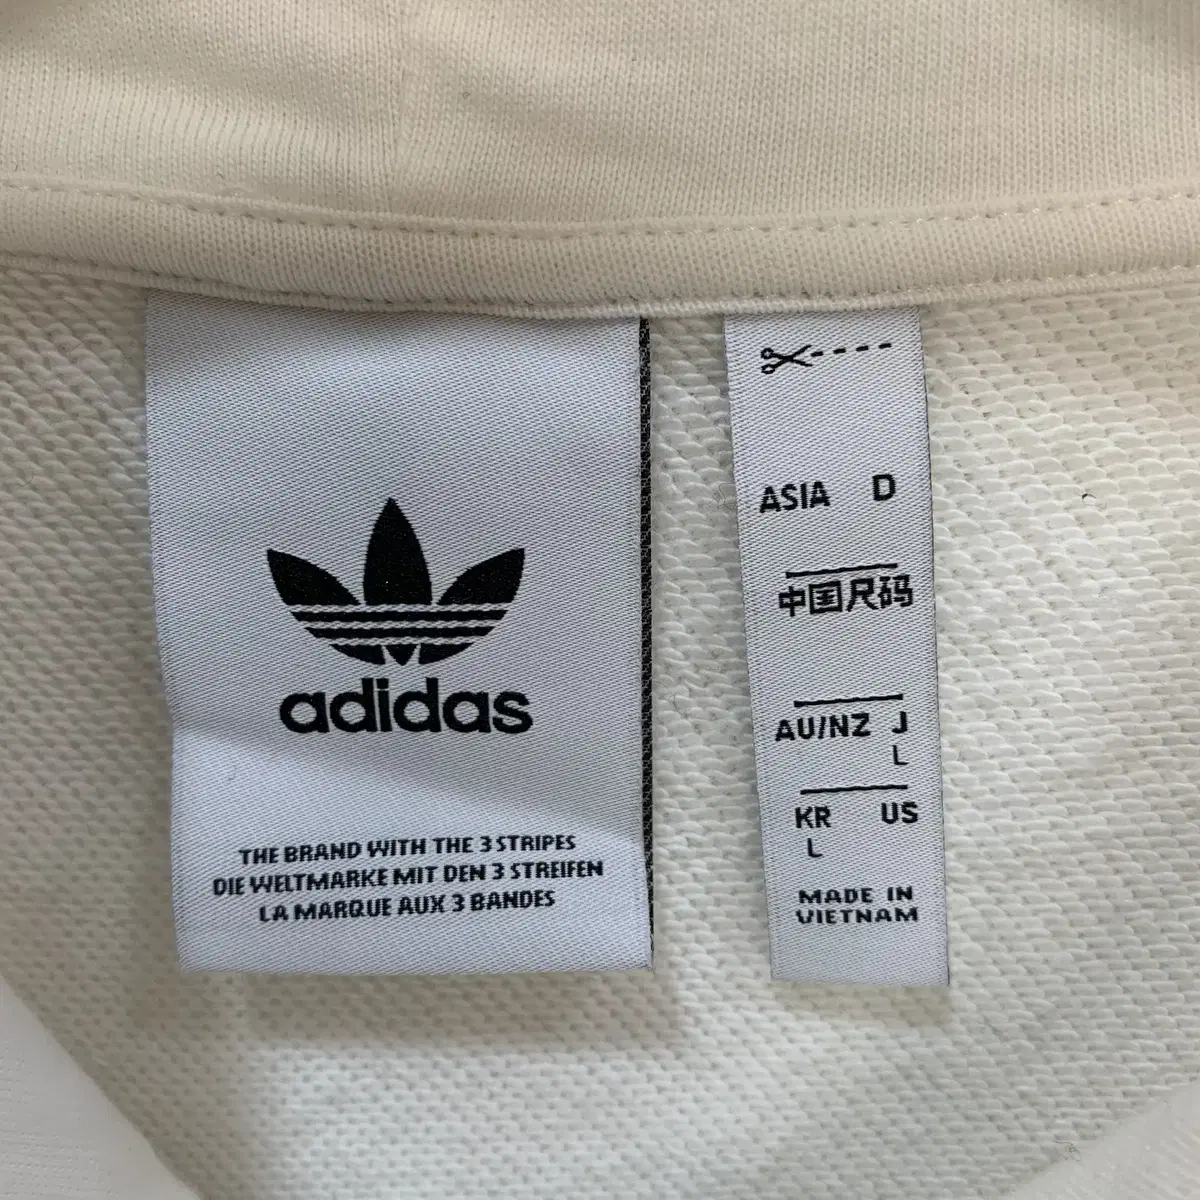 adidas
THE BRAND WITH THE 3 STRIPES
DIE WELTMARKE MIT DEN 3 STREIFEN
LA MARQUE AUX 3 BANDES
ASIA D
中国尺码
AU/NZ J
L
KR US
L
MADE IN
VIETNAM